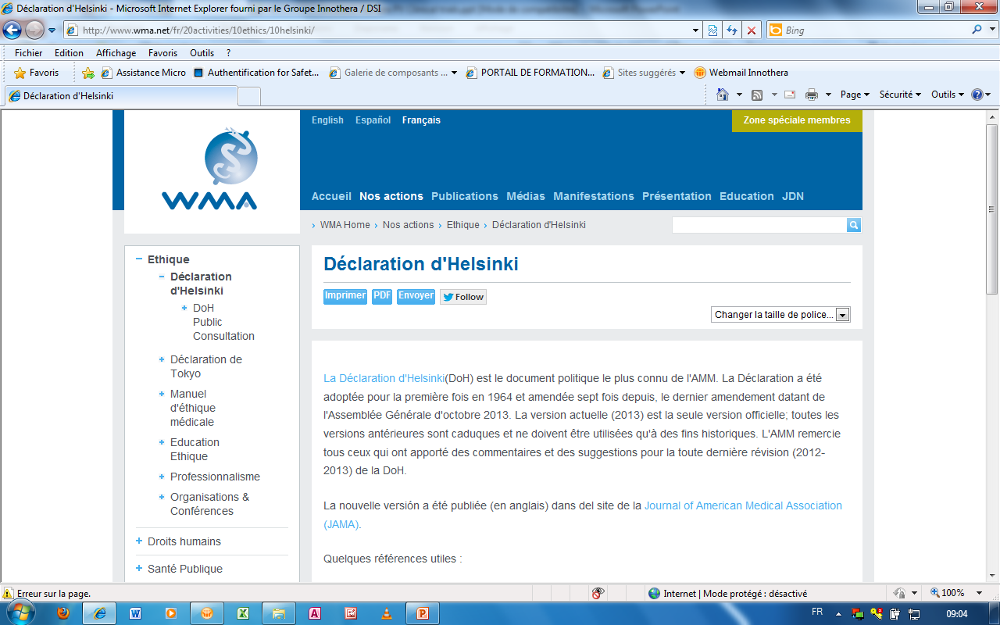 Déclaration d'Helsinki - Microsoft Internet Explorer fourni par le Groupe Innothera / DSI
http://www.wma.net/fr/20activities/10ethics/10helsinki/
Bing
Fichier Edition Affichage Favoris Outils ?
Favoris Assistance Micro Authentification for Safet... Galerie de composants ... PORTAIL DE FORMATION... Sites suggérés Webmail Innothera
Déclaration d'Helsinki
Page Sécurité Outils
English Español Français
Zone spéciale membres
WMA
Accueil Nos actions Publications Médias Manifestations Présentation Education JDN
› WMA Home › Nos actions › Ethique › Déclaration d'Helsinki
Ethique
Déclaration
d'Helsinki
DoH
Public
Consultation
Déclaration de
Tokyo
Manuel
d'éthique
médicale
Education
Ethique
Professionnalisme
Organisations &
Conférences
Droits humains
Santé Publique
Déclaration d'Helsinki
Imprimer PDF Envoyer Follow
Changer la taille de police...
La Déclaration d'Helsinki(DoH) est le document politique le plus connu de l'AMM. La Déclaration a été
adoptée pour la première fois en 1964 et amendée sept fois depuis, le dernier amendement datant de
l'Assemblée Générale d'octobre 2013. La version actuelle (2013) est la seule version officielle; toutes les
versions antérieures sont caduques et ne doivent être utilisées qu'à des fins historiques. L'AMM remercie
tous ceux qui ont apporté des commentaires et des suggestions pour la toute dernière révision (2012-
2013) de la DoH.
La nouvelle versión a été publiée (en anglais) dans del site de la Journal of American Medical Association
(JAMA).
Quelques références utiles :
Erreur sur la page.
Internet | Mode protégé : désactivé
100%
FR
09:04